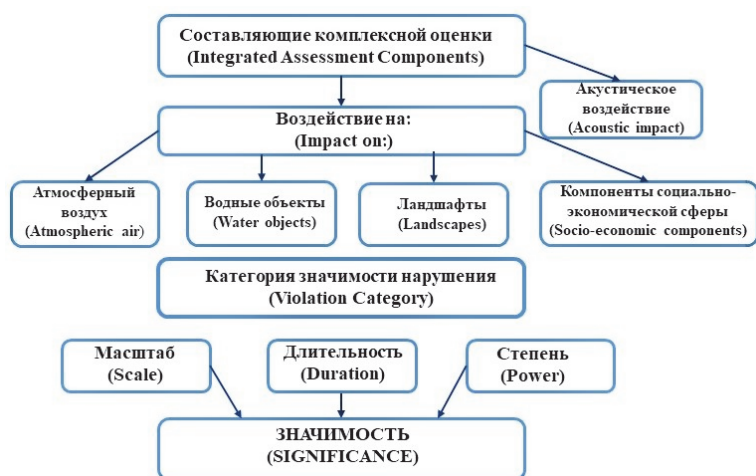 Составляющие комплексной оценки
(Integrated Assessment Components)
Акустическое
воздействие
(Acoustic impact)
Воздействие на:
(Impact on:)
Атмосферный
воздух
(Atmospheric air)
Водные объекты
(Water objects)
Ландшафты
(Landscapes)
Компоненты социально-
экономической сферы
(Socio-economic components)
Категория значимости нарушения
(Violation Category)
Масштаб
(Scale)
Длительность
(Duration)
Степень
(Power)
ЗНАЧИМОСТЬ
(SIGNIFICANCE)